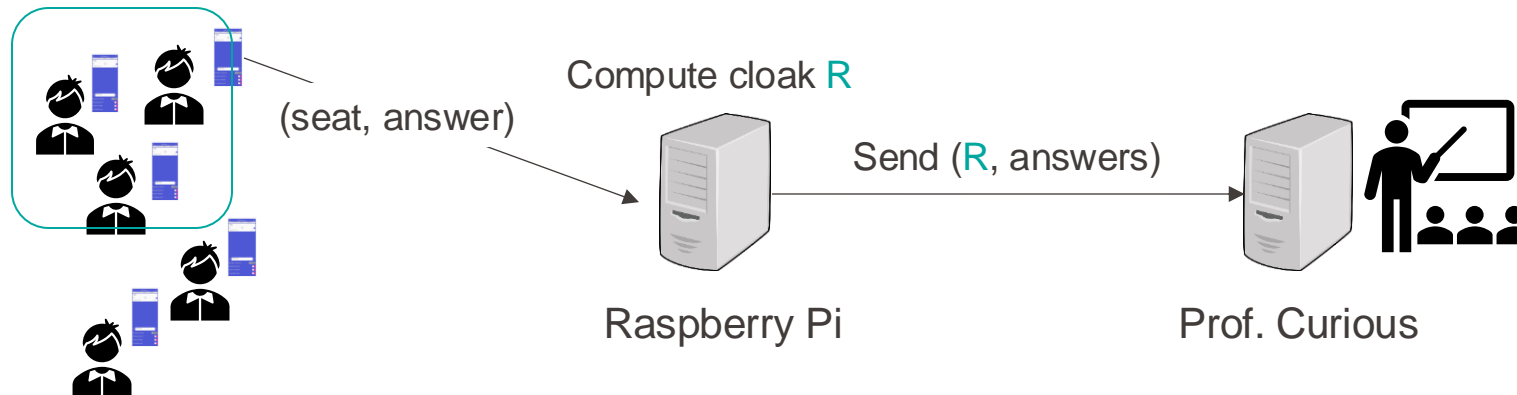 Compute cloak R
(seat, answer)
Send (R, answers)
Raspberry Pi
Prof. Curious